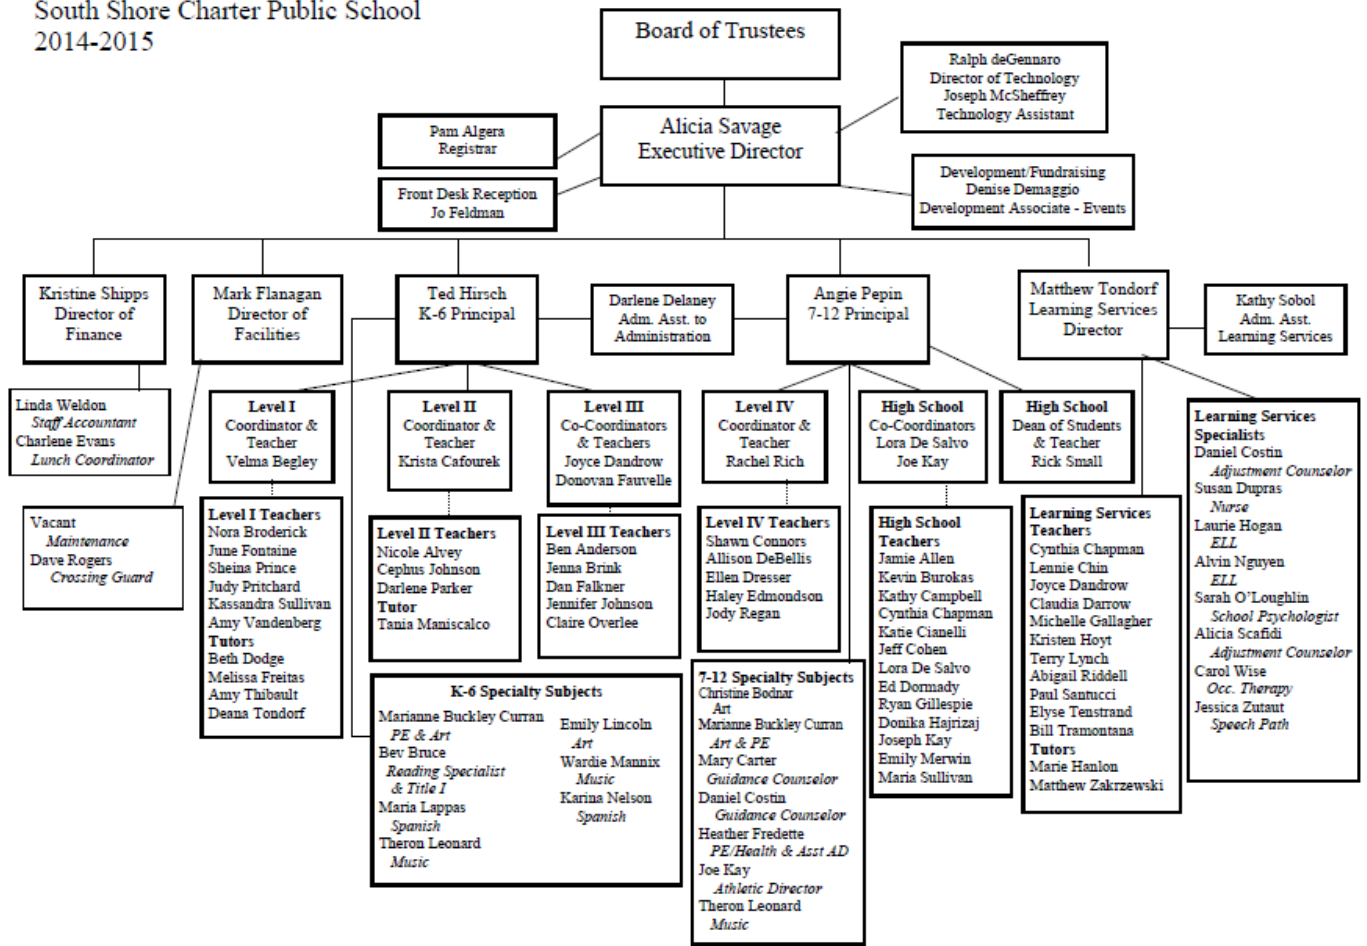 South Shore Charter Public School
2014-2015
Board of Trustees
Ralph deGennaro
Director of Technology
Joseph McSheffrey
Technology Assistant
Alicia Savage
Executive Director
Pam Algera
Registrar
Front Desk Reception
Jo Feldman
Development/Fundraising
Denise Demaggio
Development Associate - Events
Kristine Shipps
Director of
Finance
Mark Flanagan
Director of
Facilities
Ted Hirsch
K-6 Principal
Darlene Delaney
Adm. Asst. to
Administration
Angie Pepin
7-12 Principal
Matthew Tondorf
Learning Services
Director
Kathy Sobol
Adm. Asst.
Learning Services
Linda Weldon
Staff Accountant
Charlene Evans
Lunch Coordinator
Vacant
Maintenance
Dave Rogers
Crossing Guard
Level I
Coordinator &
Teacher
Velma Begley
Level II
Coordinator &
Teacher
Krista Cafourek
Level III
Co-Coordinators
& Teachers
Joyce Dandrow
Donovan Fauvelle
Level IV
Coordinator &
Teacher
Rachel Rich
High School
Co-Coordinators
Lora De Salvo
Joe Kay
High School
Dean of Students
& Teacher
Rick Small
Level I Teachers
Nora Broderick
June Fontaine
Sheina Prince
Judy Pritchard
Kassandra Sullivan
Amy Vandenberg
Tutors
Beth Dodge
Melissa Freitas
Amy Thibault
Deana Tondorf
Level II Teachers
Nicole Alvey
Cephus Johnson
Darlene Parker
Tutor
Tania Maniscalco
Level III Teachers
Ben Anderson
Jenna Brink
Dan Falkner
Jennifer Johnson
Claire Overlee
Level IV Teachers
Shawn Connors
Allison DeBellis
Ellen Dresser
Haley Edmondson
Jody Regan
High School
Teachers
Jamie Allen
Kevin Burokas
Kathy Campbell
Cynthia Chapman
Katie Cianelli
Jeff Cohen
Lora De Salvo
Ed Dormady
Ryan Gillespie
Donika Hajrizaj
Joseph Kay
Emily Merwin
Maria Sullivan
Learning Services
Teachers
Cynthia Chapman
Lennie Chin
Joyce Dandrow
Claudia Darrow
Michelle Gallagher
Kristen Hoyt
Terry Lynch
Abigail Riddell
Paul Santucci
Elyse Tenstrand
Bill Tramontana
Tutors
Marie Hanlon
Matthew Zakrzewski
Learning Services
Specialists
Daniel Costin
Adjustment Counselor
Susan Dupras
Nurse
Laurie Hogan
ELL
Alvin Nguyen
ELL
Sarah O'Loughlin
School Psychologist
Alicia Scafidi
Adjustment Counselor
Carol Wise
Occ. Therapy
Jessica Zutaut
Speech Path
K-6 Specialty Subjects
Marianne Buckley Curran
PE & Art
Bev Bruce
Reading Specialist
& Title I
Maria Lappas
Spanish
Theron Leonard
Music
Emily Lincoln
Art
Wardie Mannix
Music
Karina Nelson
Spanish
7-12 Specialty Subjects
Christine Bodnar
Art
Marianne Buckley Curran
Art & PE
Mary Carter
Guidance Counselor
Daniel Costin
Guidance Counselor
Heather Fredette
PE/Health & Asst AD
Joe Kay
Athletic Director
Theron Leonard
Music